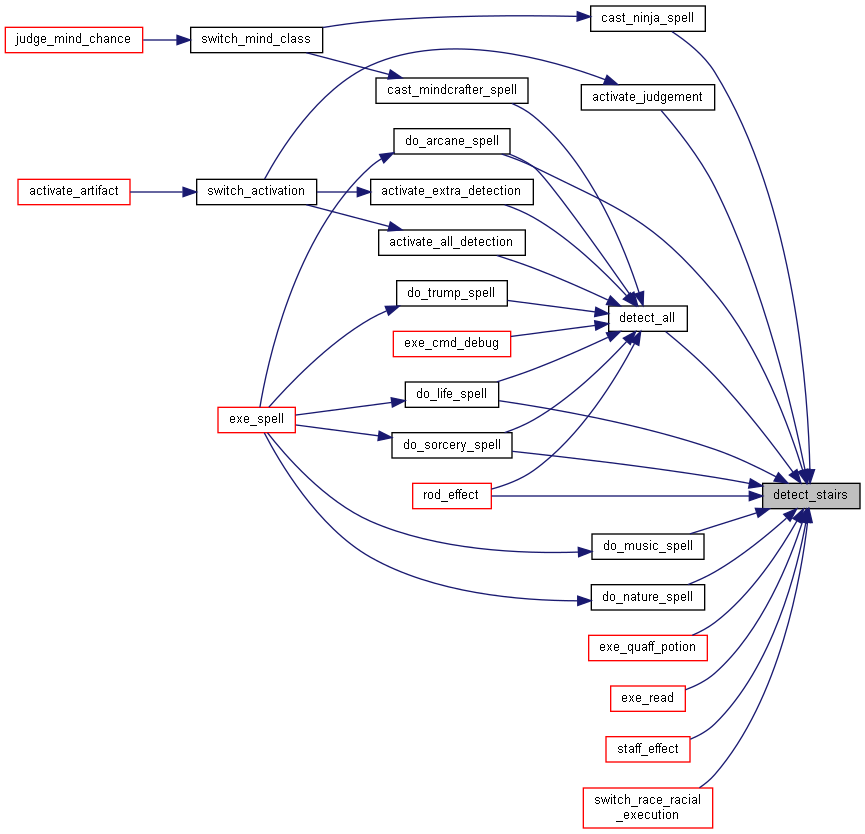 judge_mind_chance
switch_mind_class
cast_ninja_spell
cast_mindcrafter_spell
activate_judgement
do_arcane_spell
activate_artifact
switch_activation
activate_extra_detection
activate_all_detection
do_trump_spell
detect_all
exe_cmd_debug
do_life_spell
exe_spell
do_sorcery_spell
rod_effect
detect_stairs
do_music_spell
do_nature_spell
exe_quaff_potion
exe_read
staff_effect
switch_race_racial
_execution